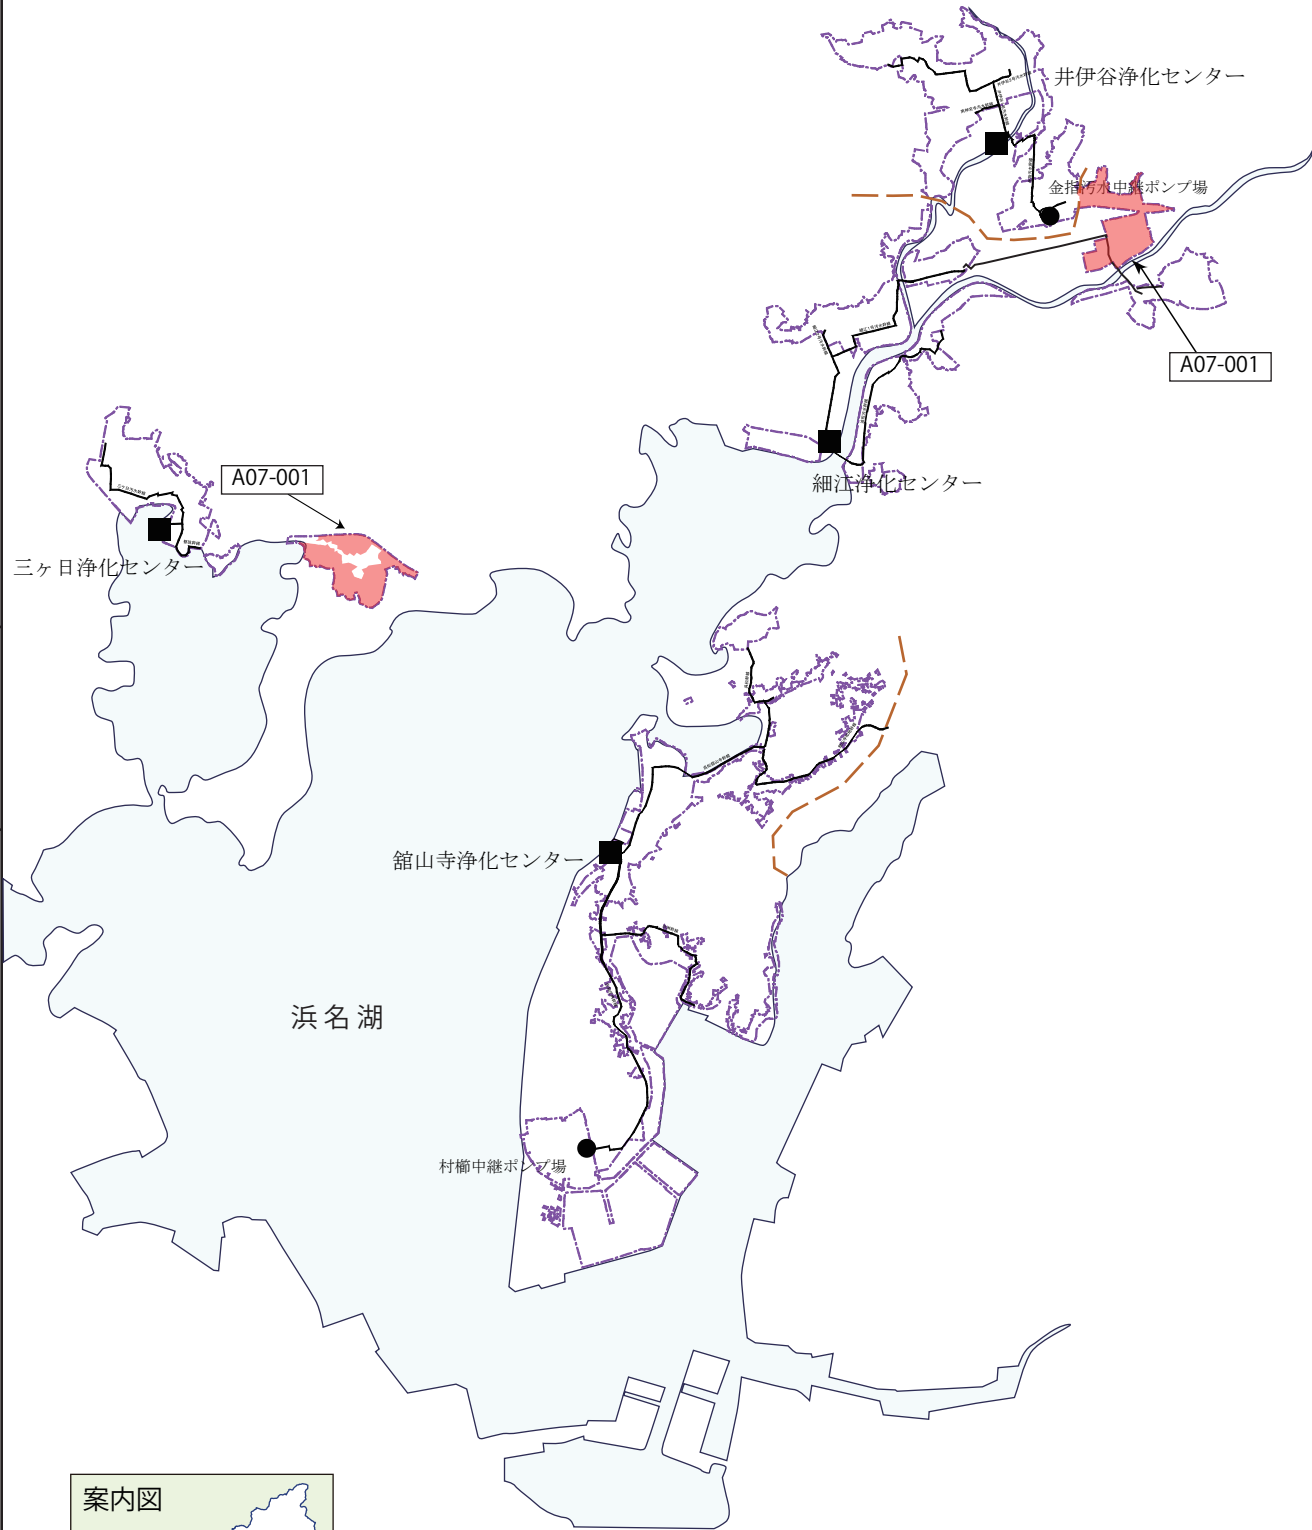 井伊谷浄化センター
金指汚水中継ポンプ場
A07-001
細江浄化センター
A07-001
三ヶ日浄化センター
舘山寺浄化センター
浜名湖
村櫛中継ポンプ場
案内図